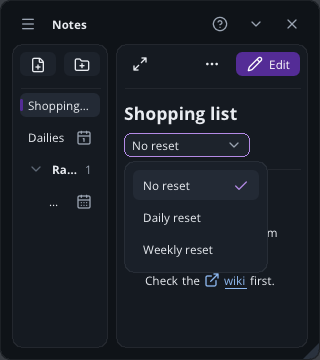 Notes
Edit
Shopping...
Dailies
Ra... 1
...
Shopping list
No reset
No reset
Daily reset
Weekly reset
m
Check the wiki first.